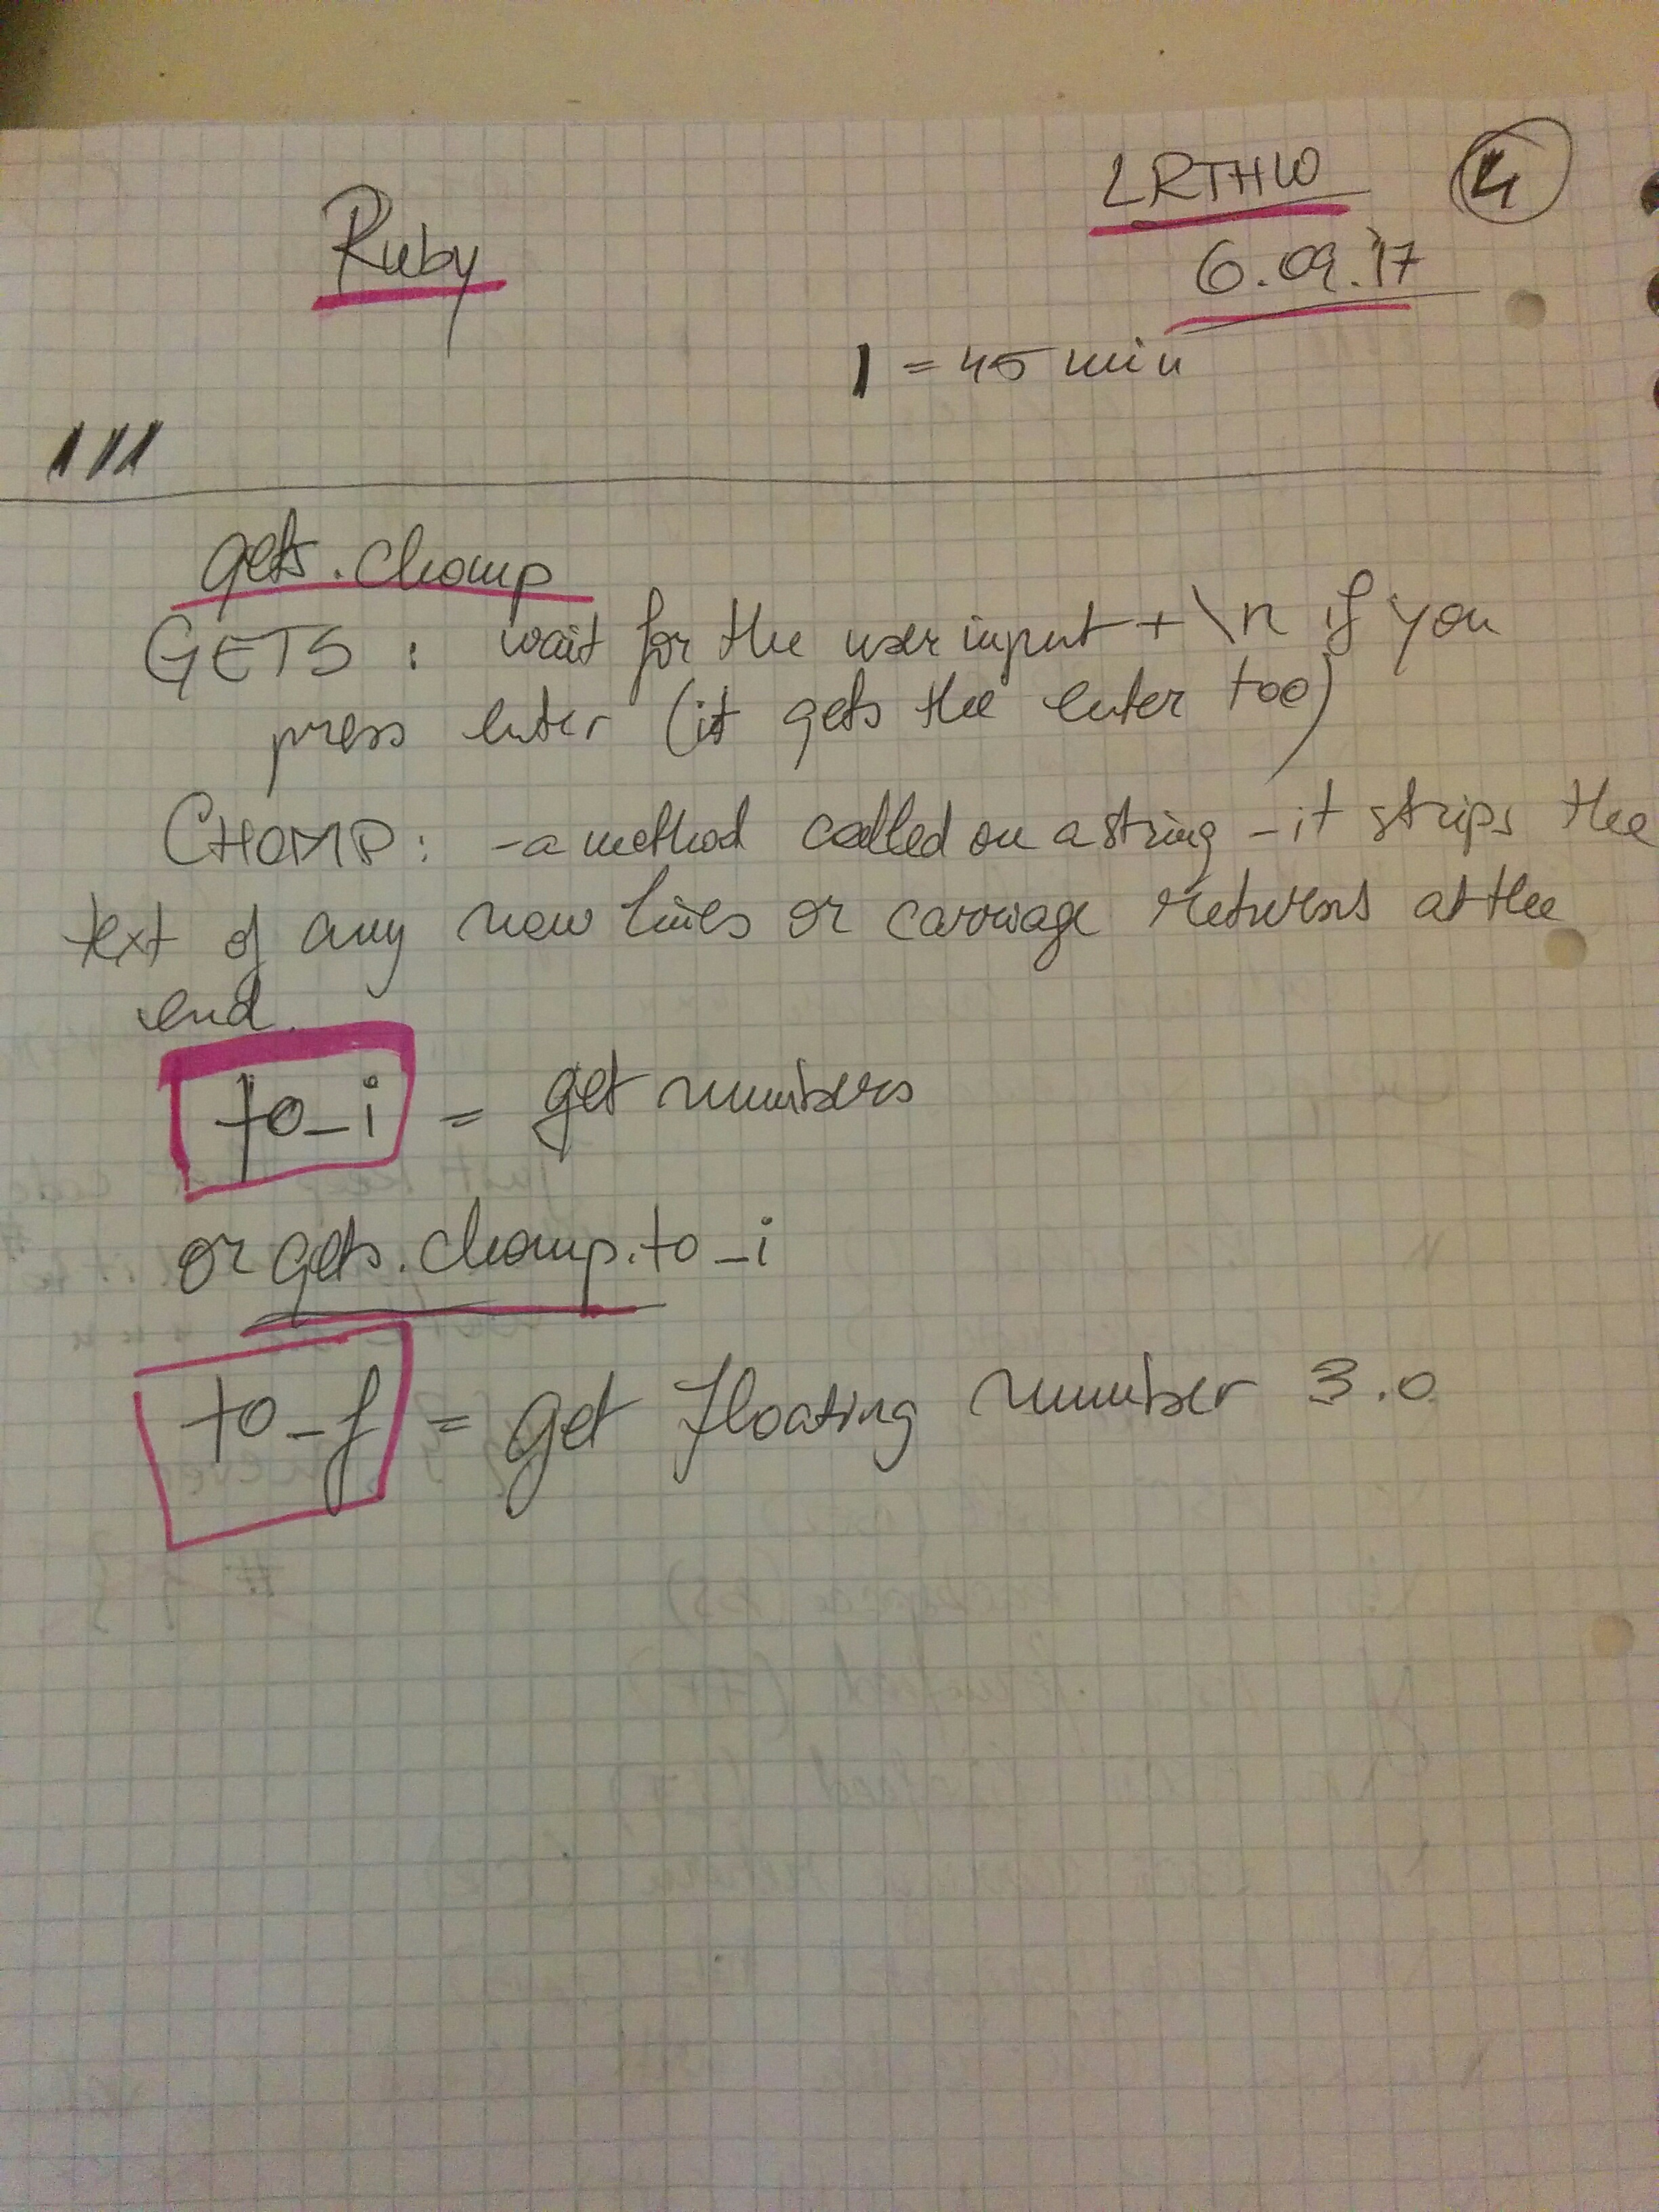 Ruby
LRTHW 4
6.09.'17
1 = 45 min
111
gets.chomp
GETS : wait for the user input + \n if you
press enter (it gets the enter too)
CHOMP: - a method called on a string - it strips the
text of any new lines or carriage returns at the
end.
to_i = get numbers
or gets.chomp.to_i
to_f = get floating number 3.0